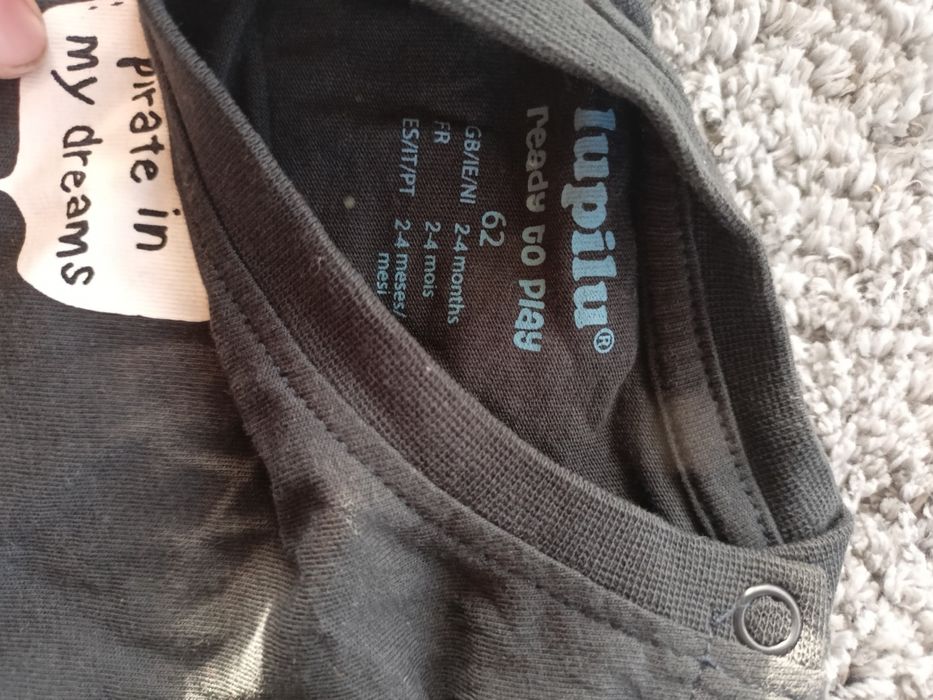 pirate in
my dreams
lupilu®
ready to play
62
GB/IE/NI 2-4 months
FR 2-4 mois
ES/IT/PT 2-4 meses/
mesi